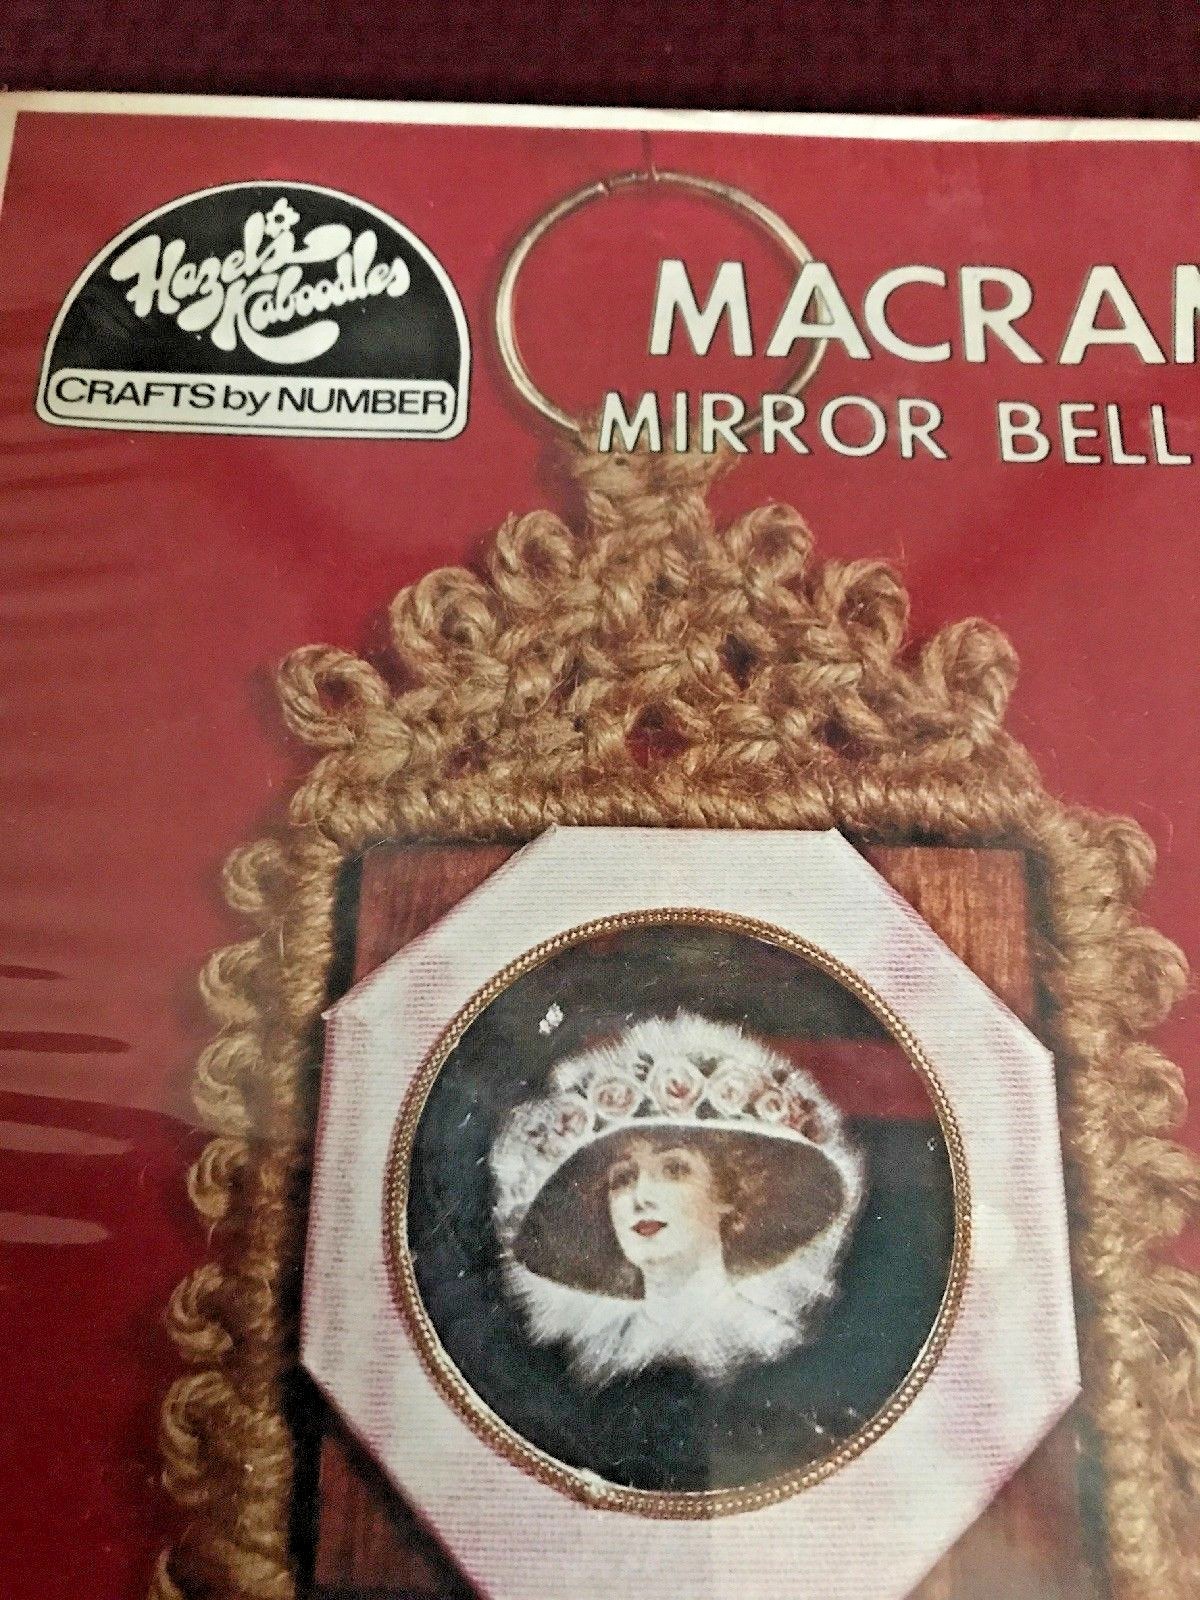 Hazel's
Kaboodles
CRAFTS by NUMBER
MACRAM
MIRROR BELL